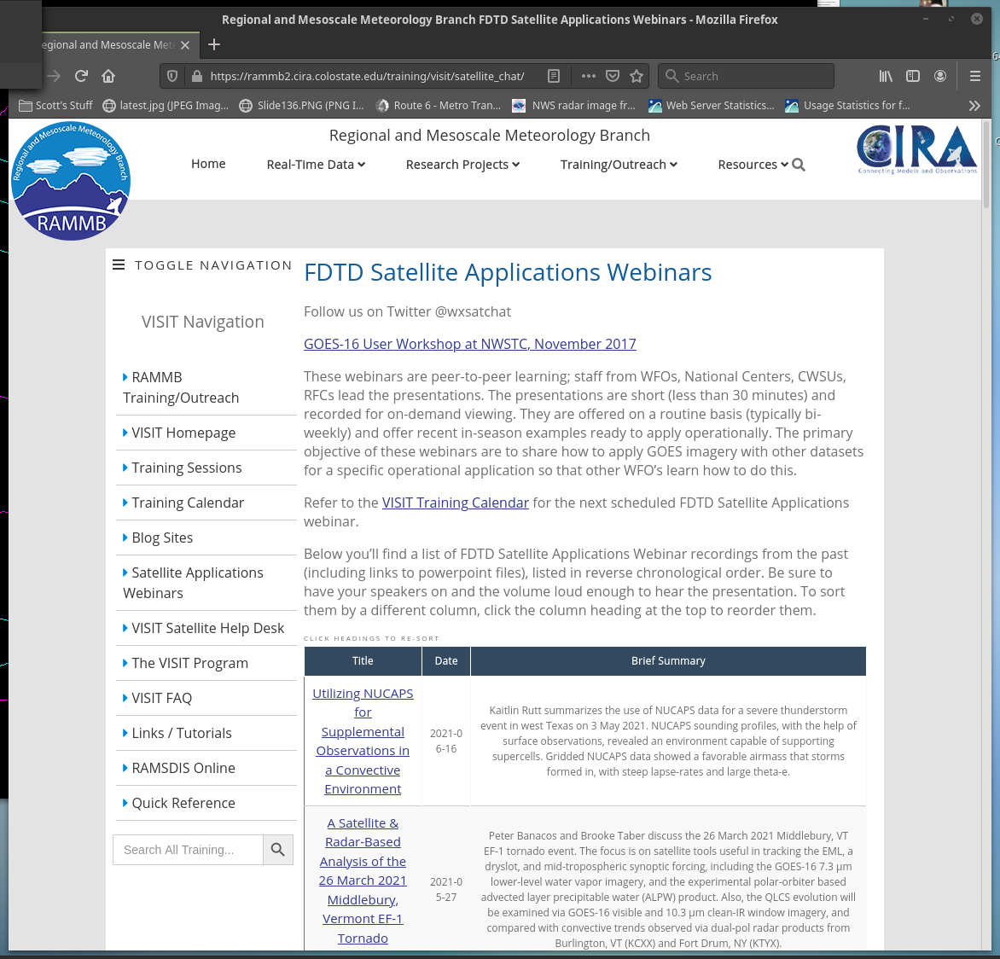 Regional and Mesoscale Meteorology Branch FDTD Satellite Applications Webinars - Mozilla Firefox
egional and Mesoscale Mete
https://rammb2.cira.colostate.edu/training/visit/satellite_chat/
Search
Scott's Stuff
latest.jpg (JPEG Imag...
Slide136.PNG (PNG I...
Route 6 - Metro Tran...
NWS radar image fr...
Web Server Statistics...
Usage Statistics for f...
Regional and Mesoscale Meteorology Branch
RAMMB
Regional and Mesoscale Meteorology Branch
Home
Real-Time Data
Research Projects
Training/Outreach
Resources
CIRA
Connecting Models and Observations
TOGGLE NAVIGATION
VISIT Navigation
RAMMB
Training/Outreach
VISIT Homepage
Training Sessions
Training Calendar
Blog Sites
Satellite Applications
Webinars
VISIT Satellite Help Desk
The VISIT Program
VISIT FAQ
Links / Tutorials
RAMSDIS Online
Quick Reference
Search All Training...
FDTD Satellite Applications Webinars
Follow us on Twitter @wxsatchat
GOES-16 User Workshop at NWSTC, November 2017
These webinars are peer-to-peer learning; staff from WFOs, National Centers, CWSUs,
RFCs lead the presentations. The presentations are short (less than 30 minutes) and
recorded for on-demand viewing. They are offered on a routine basis (typically bi-
weekly) and offer recent in-season examples ready to apply operationally. The primary
objective of these webinars are to share how to apply GOES imagery with other datasets
for a specific operational application so that other WFO's learn how to do this.
Refer to the VISIT Training Calendar for the next scheduled FDTD Satellite Applications
webinar.
Below you'll find a list of FDTD Satellite Applications Webinar recordings from the past
(including links to powerpoint files), listed in reverse chronological order. Be sure to
have your speakers on and the volume loud enough to hear the presentation. To sort
them by a different column, click the column heading at the top to reorder them.
CLICK HEADINGS TO RE-SORT
Title
Date
Brief Summary
Utilizing NUCAPS
for
Supplemental
Observations in
a Convective
Environment
2021-0
6-16
Kaitlin Rutt summarizes the use of NUCAPS data for a severe thunderstorm
event in west Texas on 3 May 2021. NUCAPS sounding profiles, with the help of
surface observations, revealed an environment capable of supporting
supercells. Gridded NUCAPS data showed a favorable airmass that storms
formed in, with steep lapse-rates and large theta-e.
A Satellite &
Radar-Based
Analysis of the
26 March 2021
Middlebury,
Vermont EF-1
Tornado
2021-0
5-27
Peter Banacos and Brooke Taber discuss the 26 March 2021 Middlebury, VT
EF-1 tornado event. The focus is on satellite tools useful in tracking the EML, a
dryslot, and mid-tropospheric synoptic forcing, including the GOES-16 7.3 µm
lower-level water vapor imagery, and the experimental polar-orbiter based
advected layer precipitable water (ALPW) product. Also, the QLCS evolution will
be examined via GOES-16 visible and 10.3 µm clean-IR window imagery, and
compared with convective trends observed via dual-pol radar products from
Burlington, VT (KCXX) and Fort Drum, NY (KTYX).